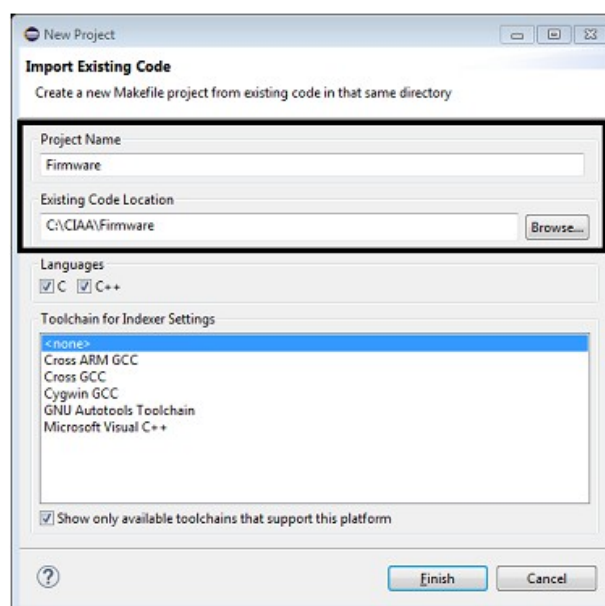 New Project
Import Existing Code
Create a new Makefile project from existing code in that same directory
Project Name
Firmware
Existing Code Location
C:\CIAA\Firmware
Browse...
Languages
C C++
Toolchain for Indexer Settings
<none>
Cross ARM GCC
Cross GCC
Cygwin GCC
GNU Autotools Toolchain
Microsoft Visual C++
Show only available toolchains that support this platform
? Finish Cancel